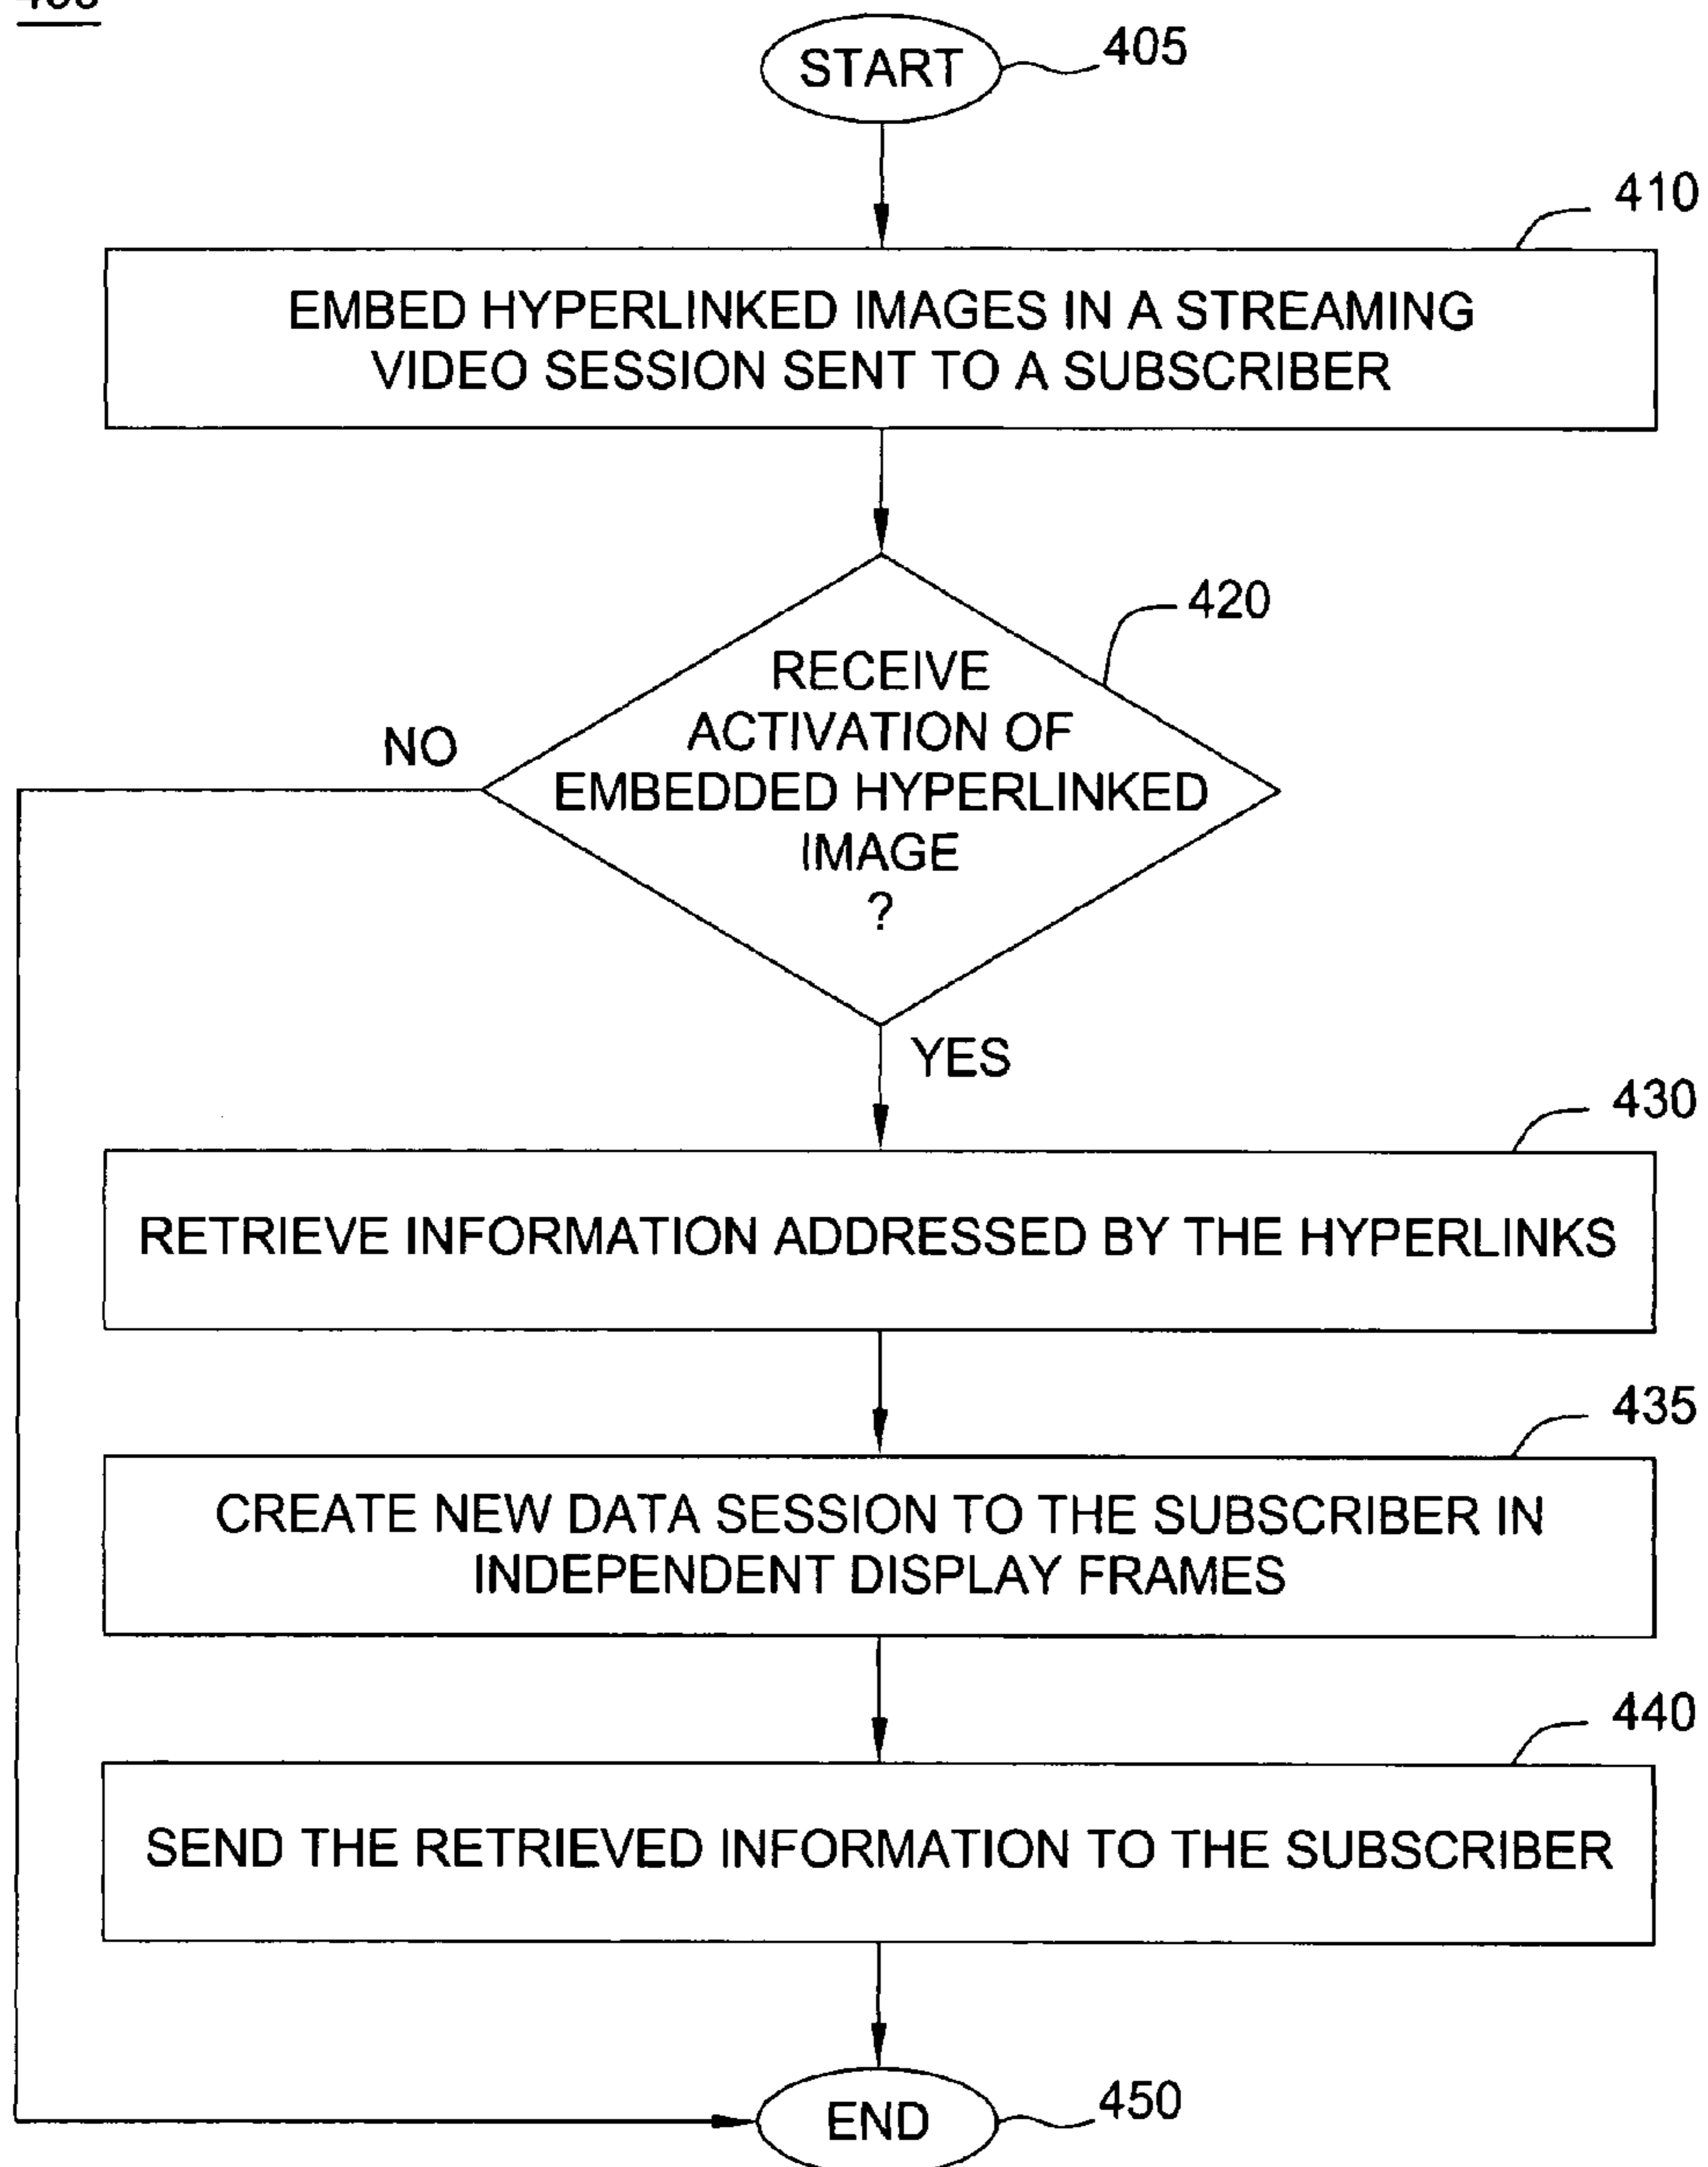 START
405
410
EMBED HYPERLINKED IMAGES IN A STREAMING
VIDEO SESSION SENT TO A SUBSCRIBER
420
RECEIVE
ACTIVATION OF
EMBEDDED HYPERLINKED
IMAGE
?
NO
YES
430
RETRIEVE INFORMATION ADDRESSED BY THE HYPERLINKS
435
CREATE NEW DATA SESSION TO THE SUBSCRIBER IN
INDEPENDENT DISPLAY FRAMES
440
SEND THE RETRIEVED INFORMATION TO THE SUBSCRIBER
END
450